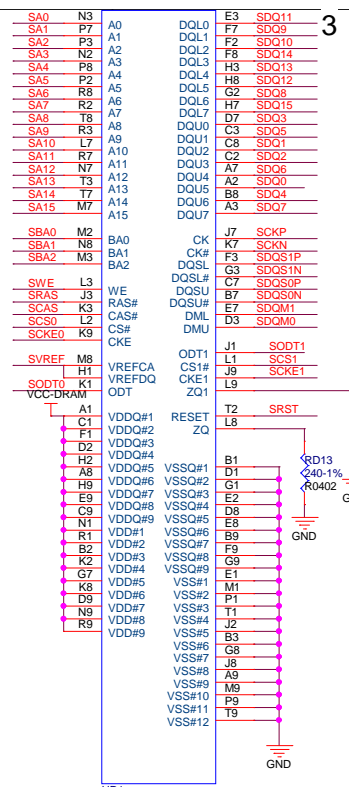 SA0 N3 A0 DQL0 E3 SDQ11 3
SA1 P7 A1 DQL1 F7 SDQ9
SA2 P3 A2 DQL2 F2 SDQ10
SA3 N2 A3 DQL3 F8 SDQ14
SA4 P8 A4 DQL4 H3 SDQ13
SA5 P2 A5 DQL5 H8 SDQ12
SA6 R8 A6 DQL6 G2 SDQ8
SA7 R2 A7 DQL7 H7 SDQ15
SA8 T8 A8 DQU0 D7 SDQ3
SA9 R3 A9 DQU1 C3 SDQ5
SA10 L7 A10 DQU2 C8 SDQ1
SA11 R7 A11 DQU3 C2 SDQ2
SA12 N7 A12 DQU4 A7 SDQ6
SA13 T3 A13 DQU5 A2 SDQ0
SA14 T7 A14 DQU6 B8 SDQ4
SA15 M7 A15 DQU7 A3 SDQ7
SBA0 M2 BA0 CK J7 SCKP
SBA1 N8 BA1 CK# K7 SCKN
SBA2 M3 BA2 DQSL F3 SDQS1P
DQSL# G3 SDQS1N
SWE L3 WE DQSU C7 SDQS0P
SRAS J3 RAS# DQSU# B7 SDQS0N
SCAS K3 CAS# DML E7 SDQM1
SCS0 L2 CS# DMU D3 SDQM0
SCKE0 K9 CKE
ODT1 J1 SODT1
SVREF M8 VREFCA CS1# L1 SCS1
H1 VREFDQ CKE1 J9 SCKE1
SODT0 K1 ODT ZQ1 L9
VCC-DRAM
A1 VDDQ#1 RESET T2 SRST
C1 VDDQ#2 ZQ L8
F1 VDDQ#3
D2 VDDQ#4
H2 VDDQ#5 VSSQ#1 B1 RD13
A8 VDDQ#6 VSSQ#2 D1 240-1%
H9 VDDQ#7 VSSQ#3 G1 R0402
E9 VDDQ#8 VSSQ#4 E2
C9 VDDQ#9 VSSQ#5 D8
N1 VDD#1 VSSQ#6 E8 GND
R1 VDD#2 VSSQ#7 B9
B2 VDD#3 VSSQ#8 F9
K2 VDD#4 VSSQ#9 G9
G7 VDD#5 VSS#1 E1
K8 VDD#6 VSS#2 M1
D9 VDD#7 VSS#3 P1
N9 VDD#8 VSS#4 T1
R9 VDD#9 VSS#5 J2
VSS#6 B3
VSS#7 G8
VSS#8 J8
VSS#9 A9
VSS#10 M9
VSS#11 P9
VSS#12 T9
GND